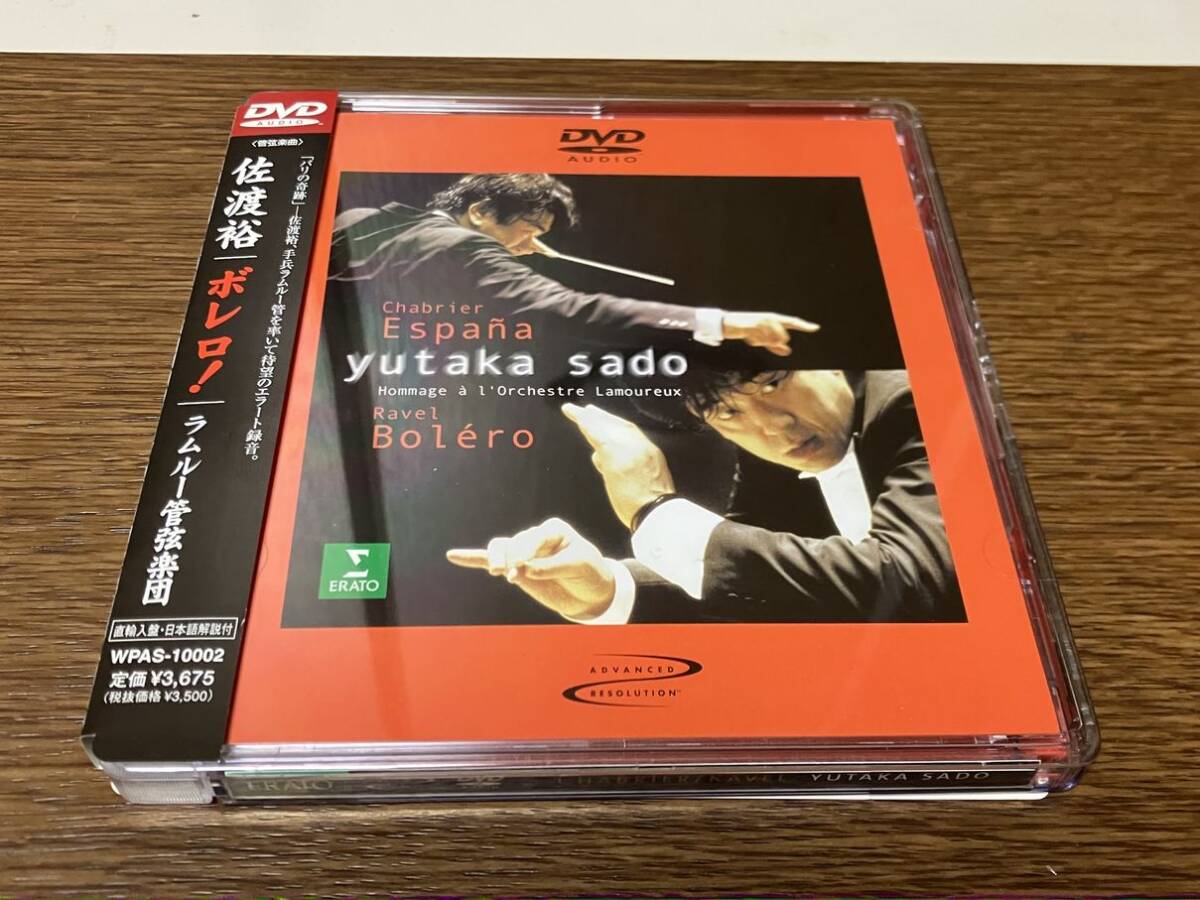 DVD
AUDIO
〈管弦楽曲〉
「パリの奇跡」―佐渡裕、手兵ラムルー管を率いて待望のエラート録音。
佐渡裕
ボレロ!
ラムルー管弦楽団
直輸入盤・日本語解説付
WPAS-10002
定価 ¥3,675
(税抜価格 ¥3,500)
DVD
AUDIO
Chabrier
España
yutaka sado
Hommage à l'Orchestre Lamoureux
Ravel
Boléro
ERATO
ADVANCED
RESOLUTION™
ERATO DVD CHABRIER/RAVEL YUTAKA SADO